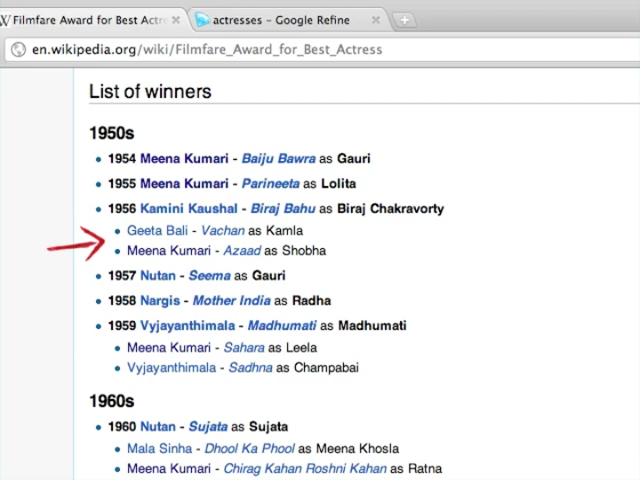 Filmfare Award for Best Actre
actresses - Google Refine
en.wikipedia.org/wiki/Filmfare_Award_for_Best_Actress
List of winners
1950s
1954 Meena Kumari - Baiju Bawra as Gauri
1955 Meena Kumari - Parineeta as Lolita
1956 Kamini Kaushal - Biraj Bahu as Biraj Chakravorty
Geeta Bali - Vachan as Kamla
Meena Kumari - Azaad as Shobha
1957 Nutan - Seema as Gauri
1958 Nargis - Mother India as Radha
1959 Vyjayanthimala - Madhumati as Madhumati
Meena Kumari - Sahara as Leela
Vyjayanthimala - Sadhna as Champabai
1960s
1960 Nutan - Sujata as Sujata
Mala Sinha - Dhool Ka Phool as Meena Khosla
Meena Kumari - Chirag Kahan Roshni Kahan as Ratna